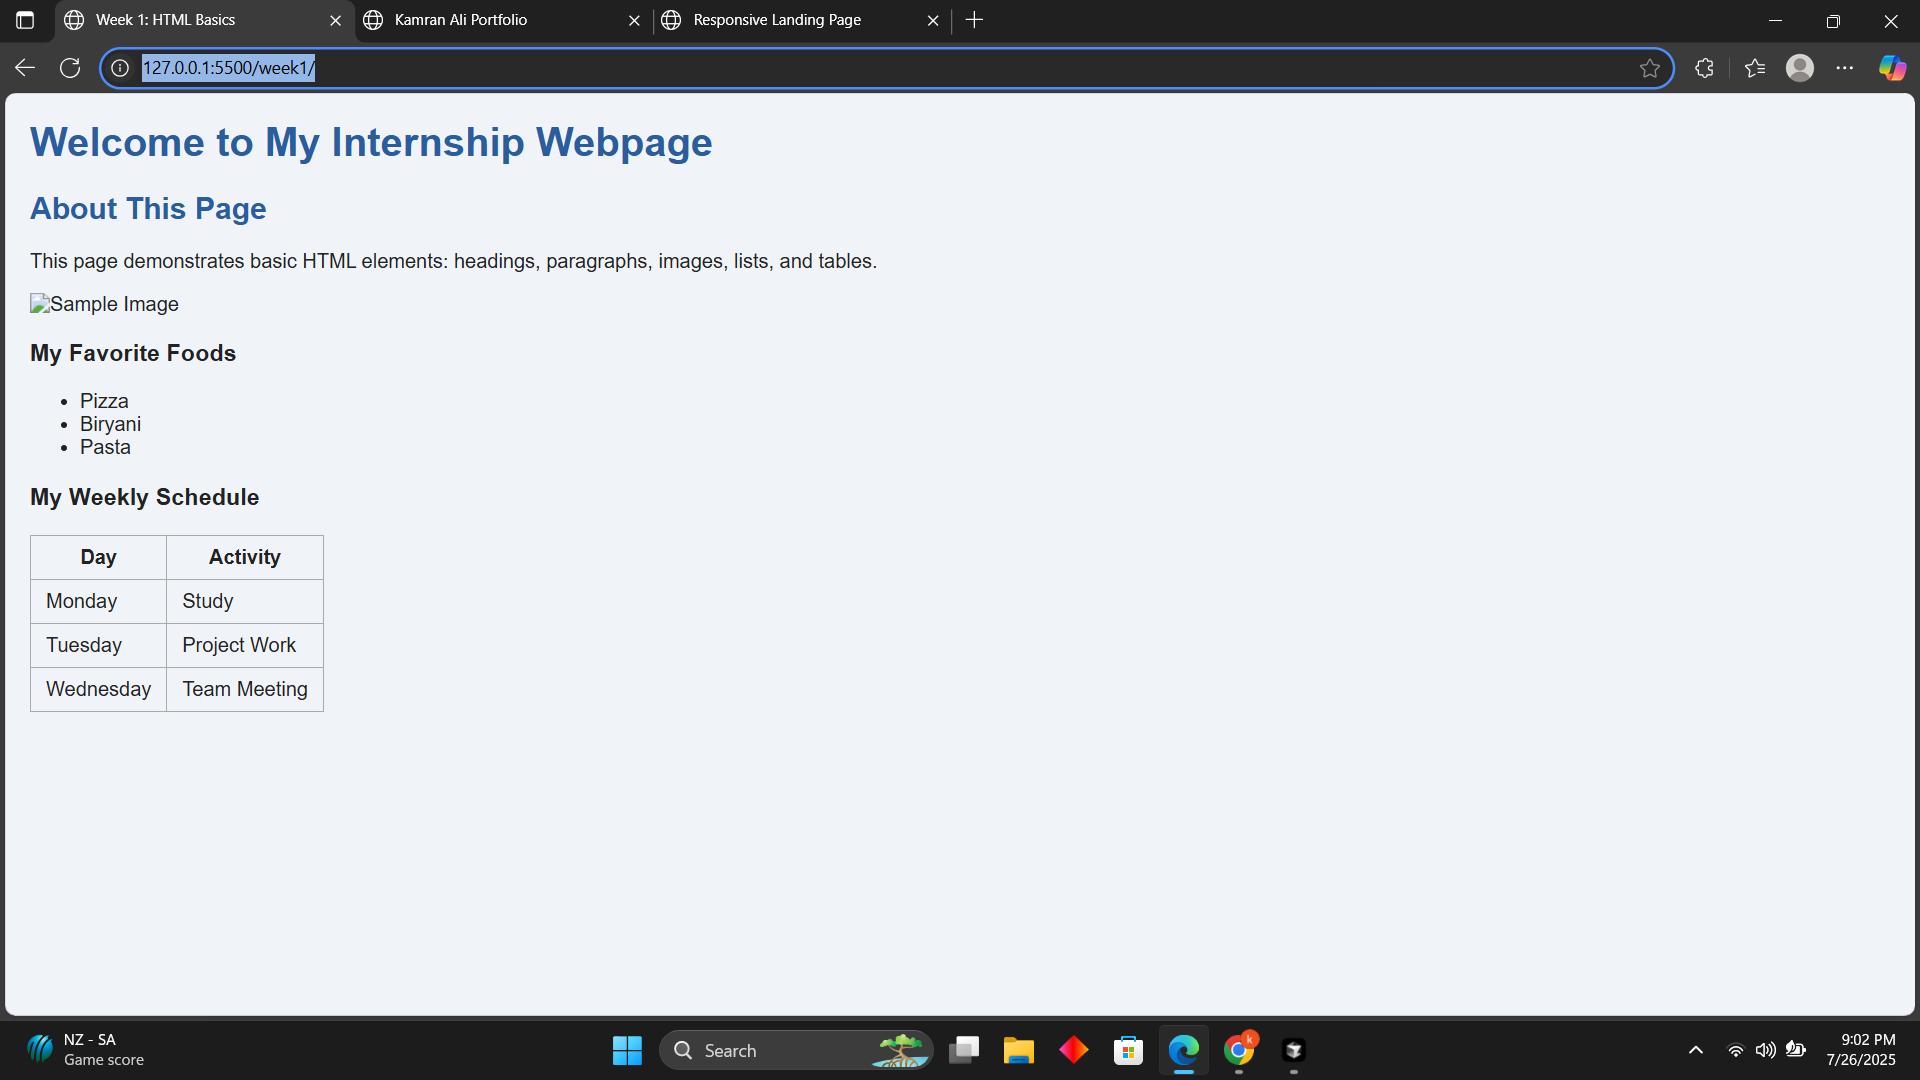 Week 1: HTML Basics
Kamran Ali Portfolio
Responsive Landing Page
127.0.0.1:5500/week1/
Welcome to My Internship Webpage
About This Page
This page demonstrates basic HTML elements: headings, paragraphs, images, lists, and tables.
Sample Image
My Favorite Foods
Pizza
Biryani
Pasta
My Weekly Schedule
Day Activity
Monday Study
Tuesday Project Work
Wednesday Team Meeting
NZ - SA
Game score
Search
k
9:02 PM
7/26/2025